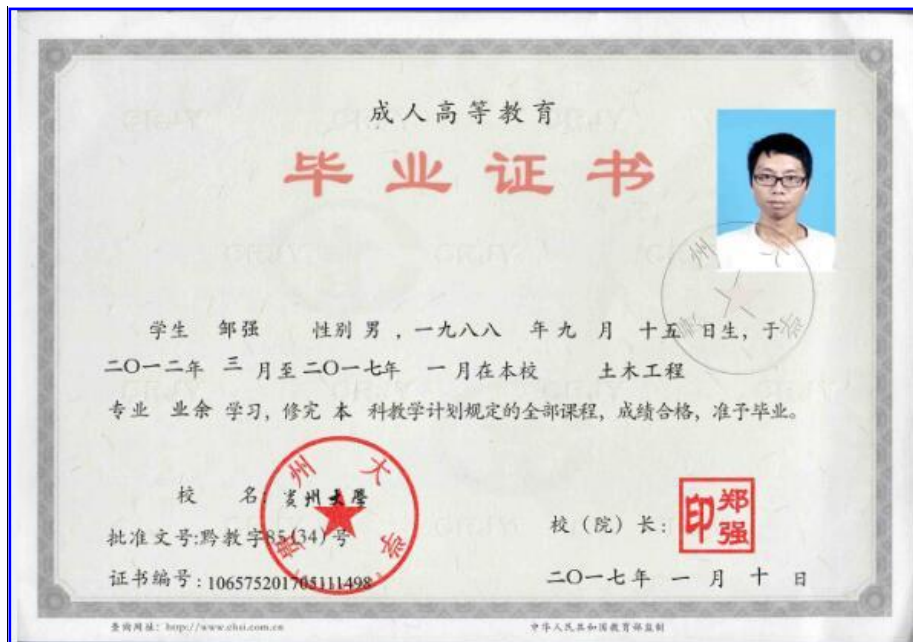 成人高等教育
毕业证书
学生 邹强 性别 男 , 一九八八 年 九 月 十五 日生, 于
二〇一二年 三 月至 二〇一七年 一 月在本校 土木工程
专业 业余 学习, 修完 本 科教学计划规定的全部课程, 成绩合格, 准予毕业。
校 名: 贵州大学
批准文号:黔教字85(34)号
证书编号:106575201705111498
贵州大学
校(院)长:
郑强印
二〇一七年 一 月 十 日
查询网址: http://www.chsi.com.cn
中华人民共和国教育部监制